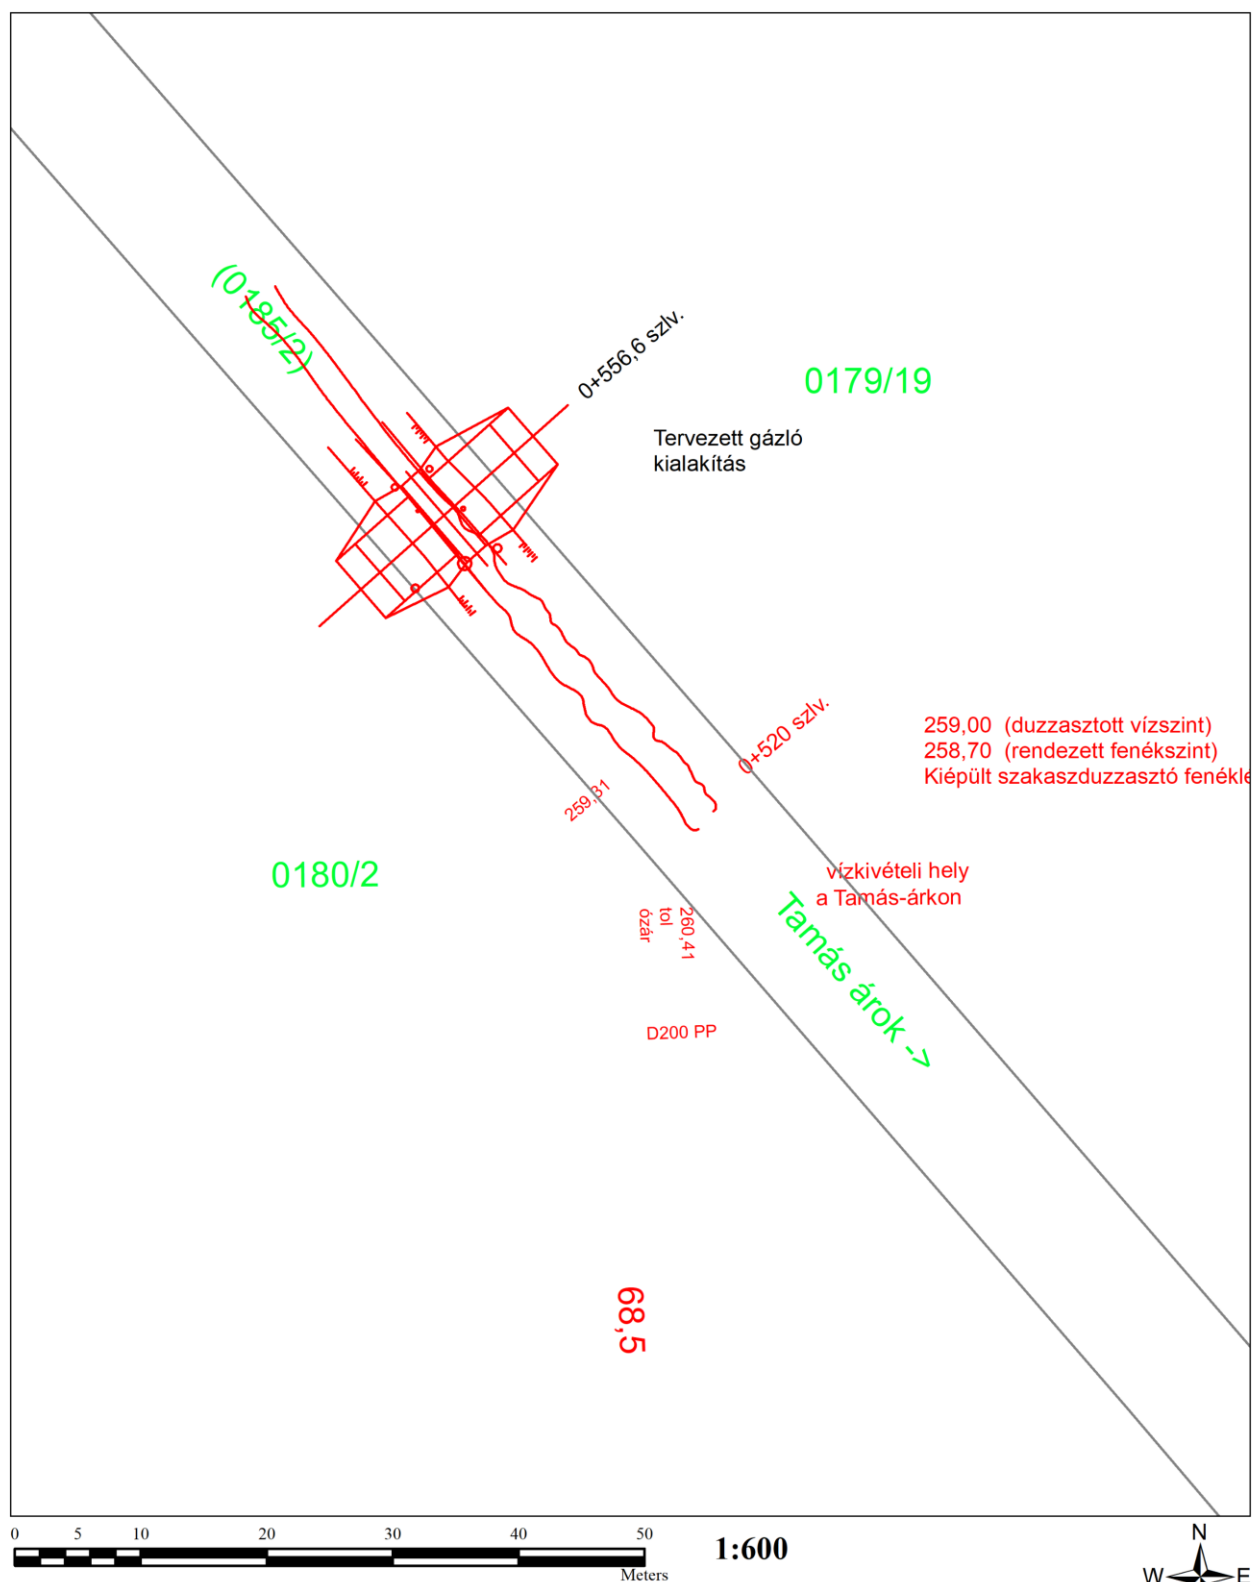 (0185/2)
0+556,6 szlv.
0179/19
Tervezett gázló
kialakítás
0+520 szlv.
259,00 (duzzasztott vízszint)
258,70 (rendezett fenékszint)
Kiépült szakaszduzzasztó fenékle
259,31
0180/2
vízkivételi hely
a Tamás-árkon
260,41
tol
ózár
Tamás árok ->
D200 PP
68,5
0 5 10 20 30 40 50
Meters
1:600
N
W E